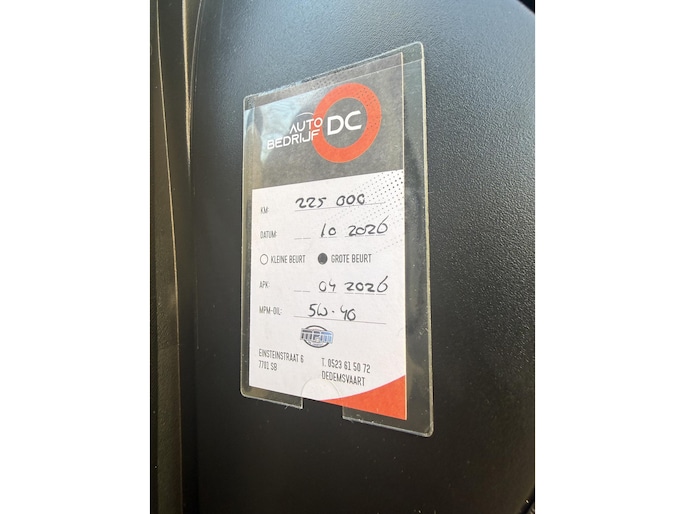 AUTO
BEDRIJF DC
KM: 225 000
DATUM: 10 2026
KLEINE BEURT GROTE BEURT
APK: 04 2026
MPM-OIL: 5W-40
EINSTEINSTRAAT 6
7701 SB
T. 0523 61 50 72
DEDEMSVAART